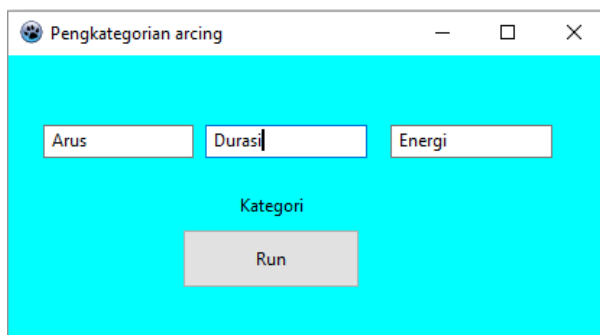 Pengkategorian arcing
Arus Durasi Energi
Kategori
Run